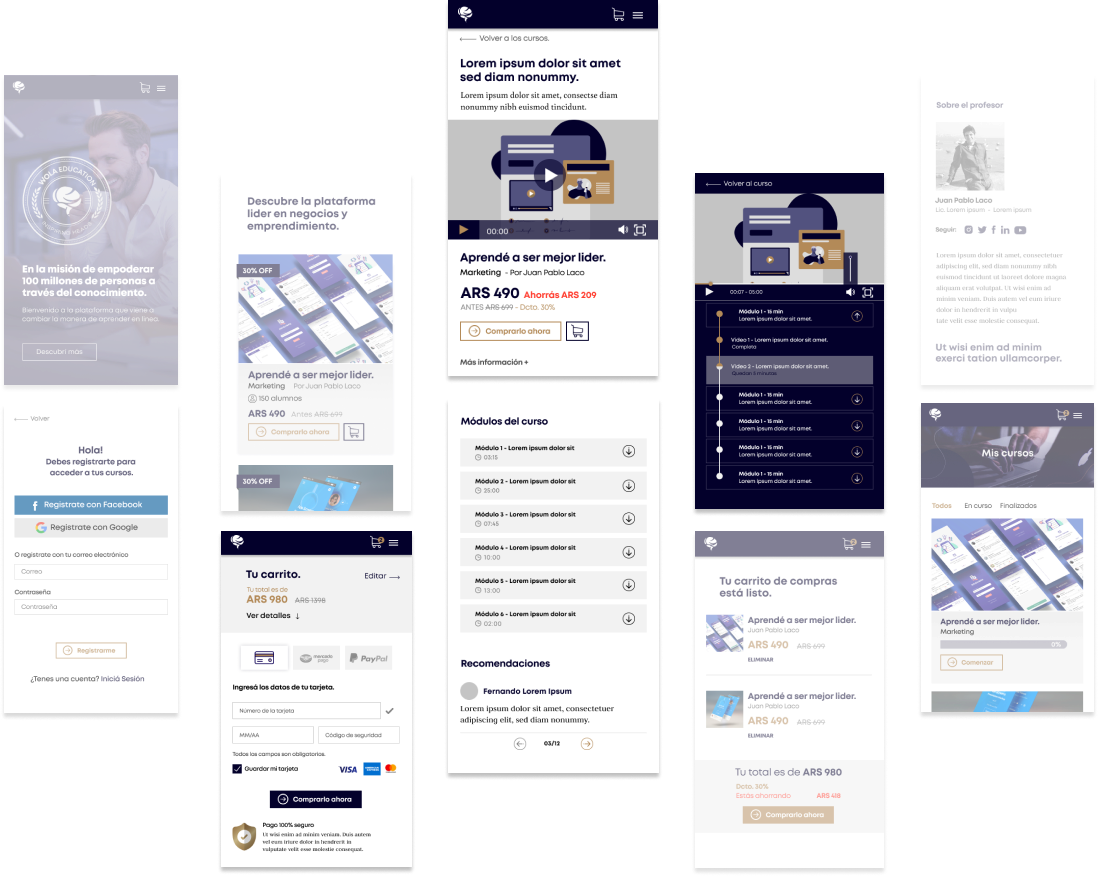 WOLA EDUCATION
En la misión de empoderar
100 millones de personas a
través del conocimiento.
Bienvenido a la plataforma que viene a
cambiar la manera de aprender en línea.
Descubrí más
Volver
Hola!
Debes registrarte para
acceder a tus cursos.
Registrate con Facebook
Registrate con Google
O registrate con tu correo electrónico
Correo
Contraseña
Contraseña
Registrarme
¿Tenes una cuenta? Iniciá Sesión
Descubre la plataforma
lider en negocios y
emprendimiento.
30% OFF
Aprendé a ser mejor lider.
Marketing Por Juan Pablo Laco
150 alumnos
ARS 490 Antes ARS 699
Comprarlo ahora
30% OFF
Tu carrito.
Editar
Tu total es de
ARS 980 ARS 1398
Ver detalles ↓
mercado
pago
PayPal
Ingresá los datos de tu tarjeta.
Número de la tarjeta
MM/AA
Código de seguridad
Todos los campos son obligatorios.
Guardar mi tarjeta
VISA
Comprarlo ahora
Pago 100% seguro
Ut wisi enim ad minim veniam. Duis autem
vel eum iriure dolor in hendrerit in
vulputate velit esse molestie consequat.
Volver a los cursos.
Lorem ipsum dolor sit amet
sed diam nonummy.
Lorem ipsum dolor sit amet, consectse diam
nonummy nibh euismod tincidunt.
00:00
Aprendé a ser mejor lider.
Marketing - Por Juan Pablo Laco
ARS 490 Ahorrás ARS 209
ANTES ARS 699 - Dcto. 30%
Comprarlo ahora
Más información +
Módulos del curso
Módulo 1 - Lorem ipsum dolor sit
03:15
Módulo 2 - Lorem ipsum dolor sit
25:00
Módulo 3 - Lorem ipsum dolor sit
07:45
Módulo 4 - Lorem ipsum dolor sit
10:00
Módulo 5 - Lorem ipsum dolor sit
13:00
Módulo 6 - Lorem ipsum dolor sit
02:00
Recomendaciones
Fernando Lorem Ipsum
Lorem ipsum dolor sit amet, consectetuer
adipiscing elit, sed diam nonummy.
03/12
Volver al curso
00:07 - 05:00
Módulo 1 - 15 min
Lorem ipsum dolor sit amet.
Video 1 - Lorem ipsum dolor sit amet.
Completa
Video 2 - Lorem ipsum dolor sit amet.
Quedan 5 minutos
Módulo 1 - 15 min
Lorem ipsum dolor sit amet.
Módulo 1 - 15 min
Lorem ipsum dolor sit amet.
Módulo 1 - 15 min
Lorem ipsum dolor sit amet.
Módulo 1 - 15 min
Lorem ipsum dolor sit amet.
Tu carrito de compras
está listo.
Aprendé a ser mejor lider.
Juan Pablo Laco
ARS 490 ARS 699
ELIMINAR
Aprendé a ser mejor lider.
Juan Pablo Laco
ARS 490 ARS 699
ELIMINAR
Tu total es de ARS 980
Dcto. 30%
Estás ahorrando ARS 418
Comprarlo ahora
Sobre el profesor
Juan Pablo Laco
Lic. Lorem ipsum - Lorem ipsum
Seguir:
Lorem ipsum dolor sit amet, consectetuer
adipiscing elit, sed diam nonummy nibh
euismod tincidunt ut laoreet dolore magna
aliquam erat volutpat. Ut wisi enim ad
minim veniam. Duis autem vel eum iriure
dolor in hendrerit in vulpu
tate velit esse molestie consequat.
Ut wisi enim ad minim
exerci tation ullamcorper.
Mis cursos
Todos En curso Finalizados
Aprendé a ser mejor lider.
Marketing
0%
Comenzar